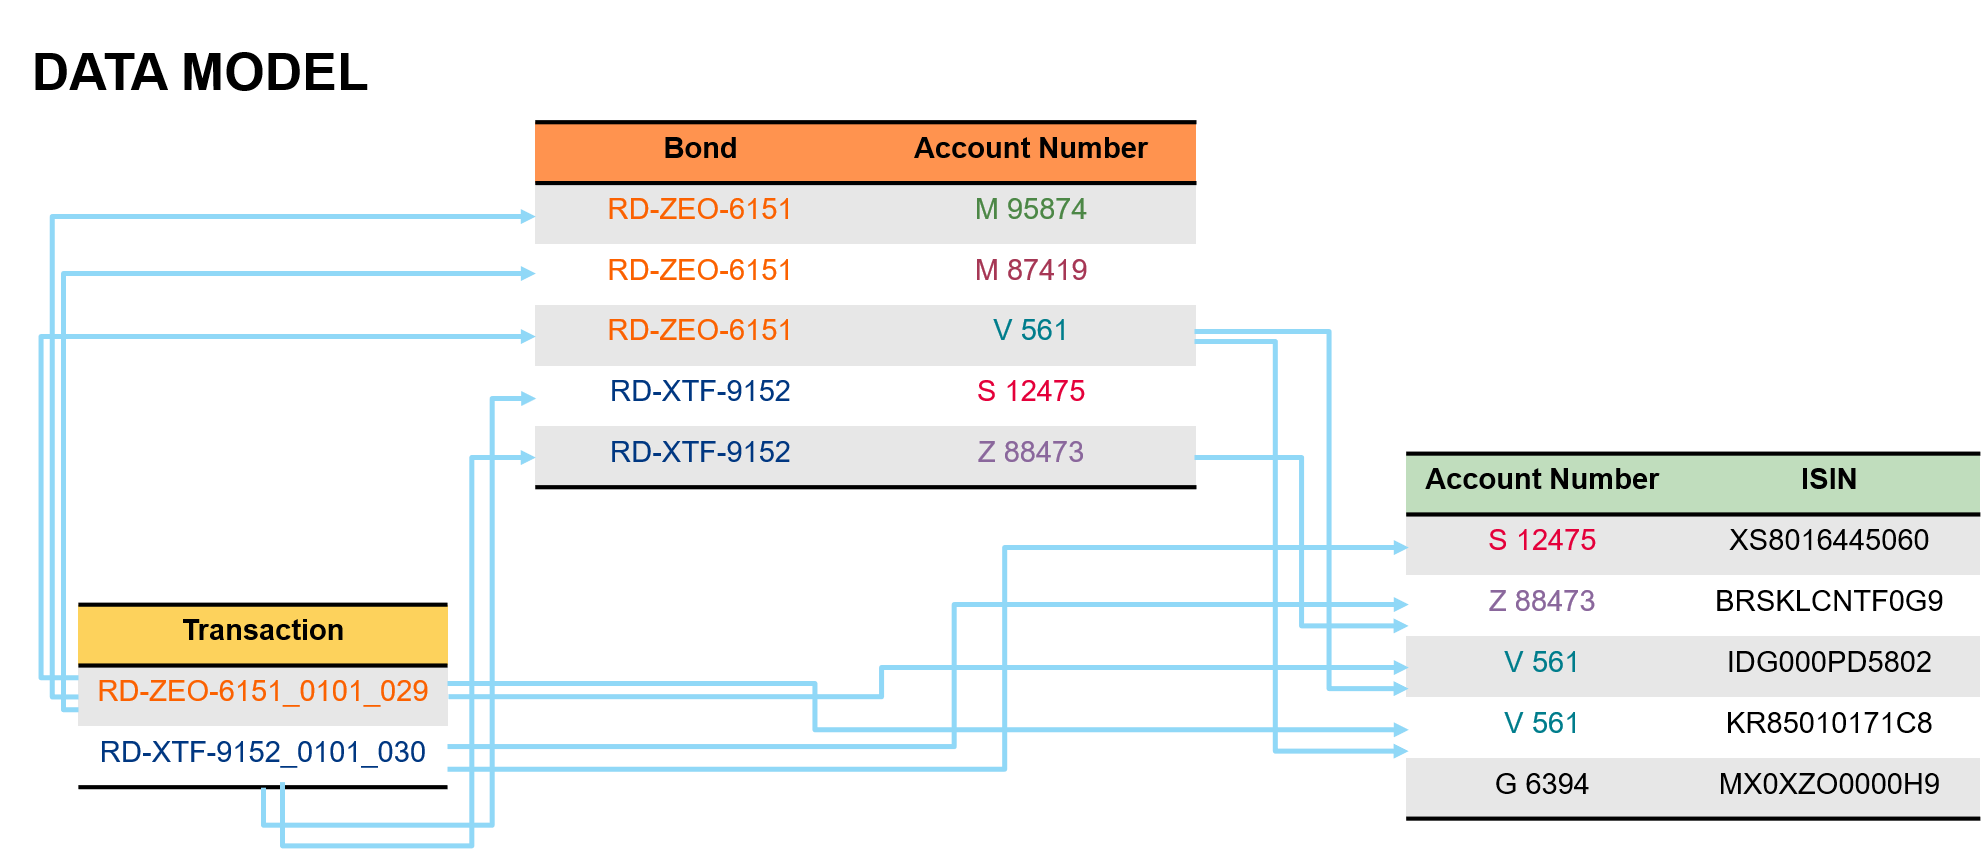 DATA MODEL
Bond Account Number
RD-ZEO-6151 M 95874
RD-ZEO-6151 M 87419
RD-ZEO-6151 V 561
RD-XTF-9152 S 12475
RD-XTF-9152 Z 88473
Account Number ISIN
S 12475 XS8016445060
Z 88473 BRSKLCNTF0G9
V 561 IDG000PD5802
V 561 KR85010171C8
G 6394 MX0XZO0000H9
Transaction
RD-ZEO-6151_0101_029
RD-XTF-9152_0101_030